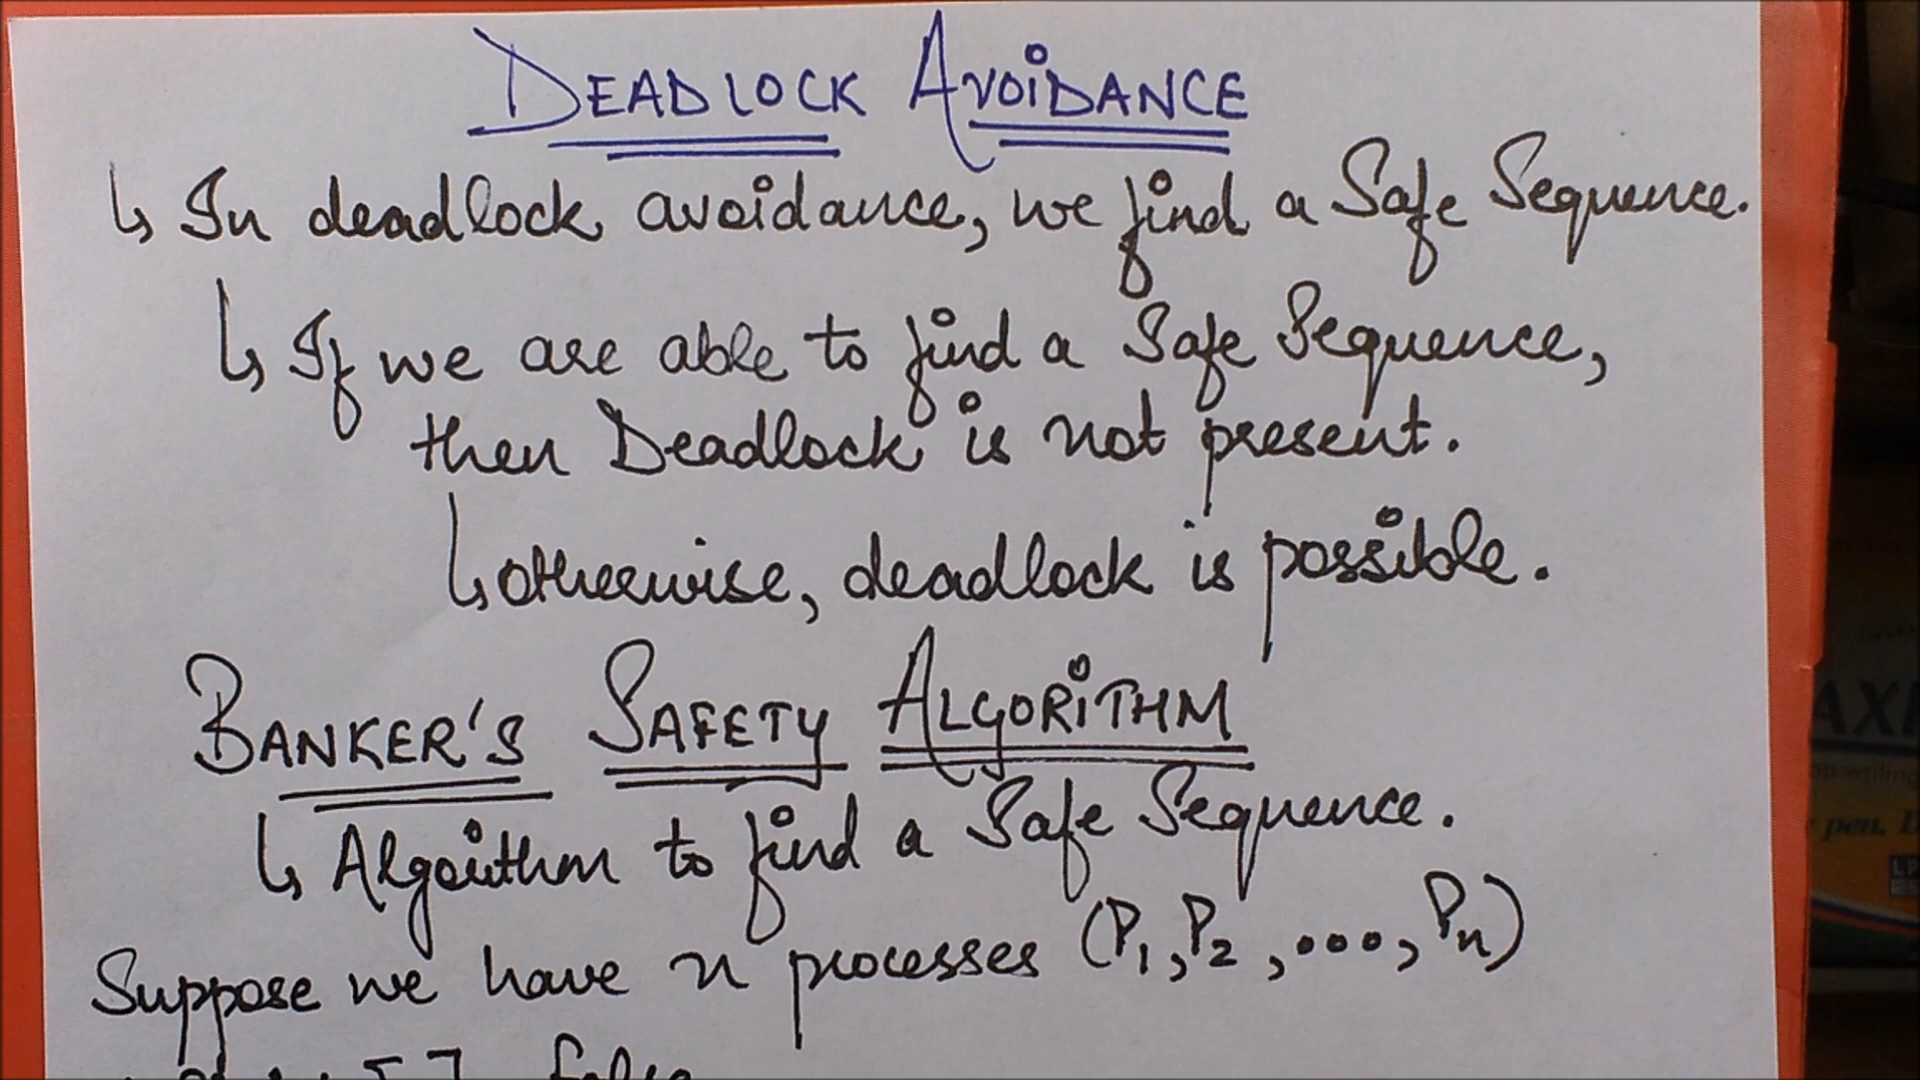 DEADLOCK AVOIDANCE
↳ In deadlock avoidance, we find a Safe Sequence.
↳ If we are able to find a Safe Sequence,
then Deadlock is not present.
↳ otherwise, deadlock is possible.
BANKER'S SAFETY ALGORITHM
↳ Algorithm to find a Safe Sequence.
Suppose we have n processes (P1, P2, ..., Pn)
pen.